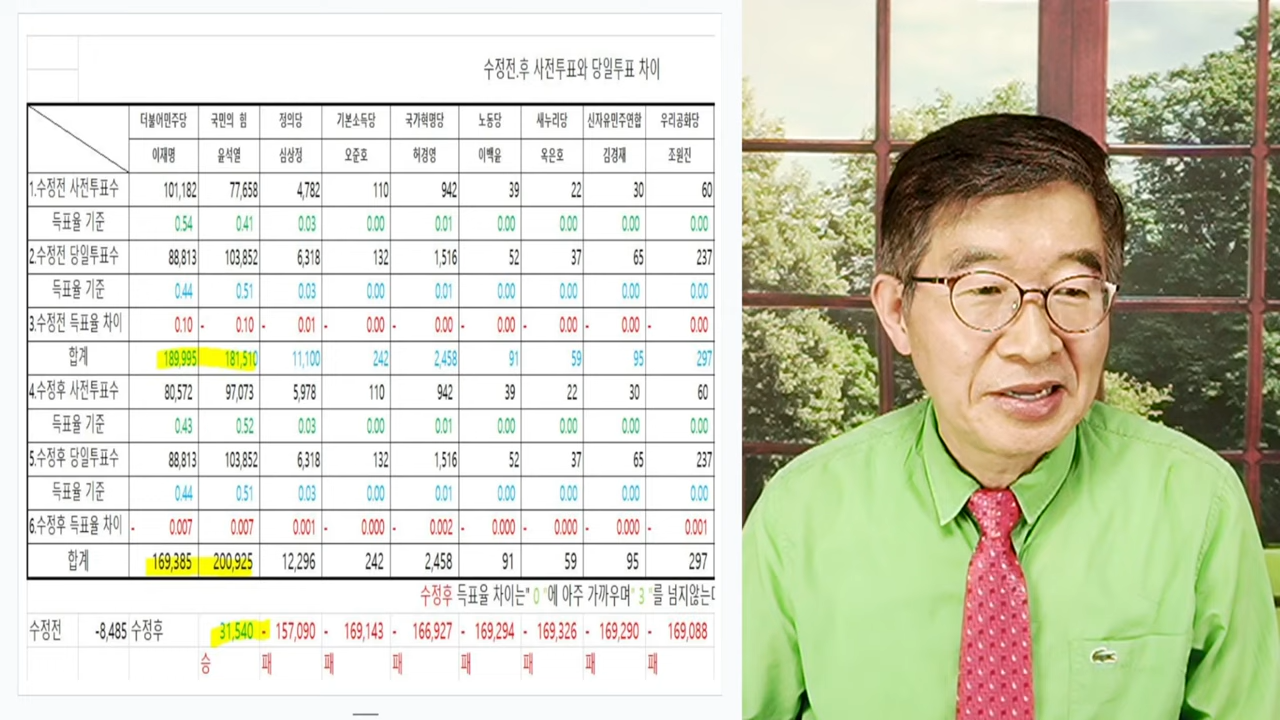 수정전.후 사전투표와 당일투표 차이
더불어민주당 국민의 힘 정의당 기본소득당 국가혁명당 노동당 새누리당 신자유민주연합 우리공화당
이재명 윤석열 심상정 오준호 허경영 이백윤 옥은호 김경재 조원진
1.수정전 사전투표수 101,182 77,658 4,782 110 942 39 22 30 60
득표율 기준 0.54 0.41 0.03 0.00 0.01 0.00 0.00 0.00 0.00
2.수정전 당일투표수 88,813 103,852 6,318 132 1,516 52 37 65 237
득표율 기준 0.44 0.51 0.03 0.00 0.01 0.00 0.00 0.00 0.00
3.수정전 득표율 차이 0.10 - 0.10 - 0.01 - 0.00 - 0.00 - 0.00 - 0.00 - 0.00 - 0.00
합계 189,995 181,510 11,100 242 2,458 91 59 95 297
4.수정후 사전투표수 80,572 97,073 5,978 110 942 39 22 30 60
득표율 기준 0.43 0.52 0.03 0.00 0.01 0.00 0.00 0.00 0.00
5.수정후 당일투표수 88,813 103,852 6,318 132 1,516 52 37 65 237
득표율 기준 0.44 0.51 0.03 0.00 0.01 0.00 0.00 0.00 0.00
6.수정후 득표율 차이 - 0.007 0.007 0.001 - 0.000 - 0.002 - 0.000 - 0.000 - 0.000 - 0.001
합계 169,385 200,925 12,296 242 2,458 91 59 95 297
수정후 득표율 차이는" 0 "에 아주 가까우며" 3 "를 넘지않는
수정전 -8,485 수정후 31,540 - 157,090 - 169,143 - 166,927 - 169,294 - 169,326 - 169,290 - 169,088
승 패 패 패 패 패 패 패